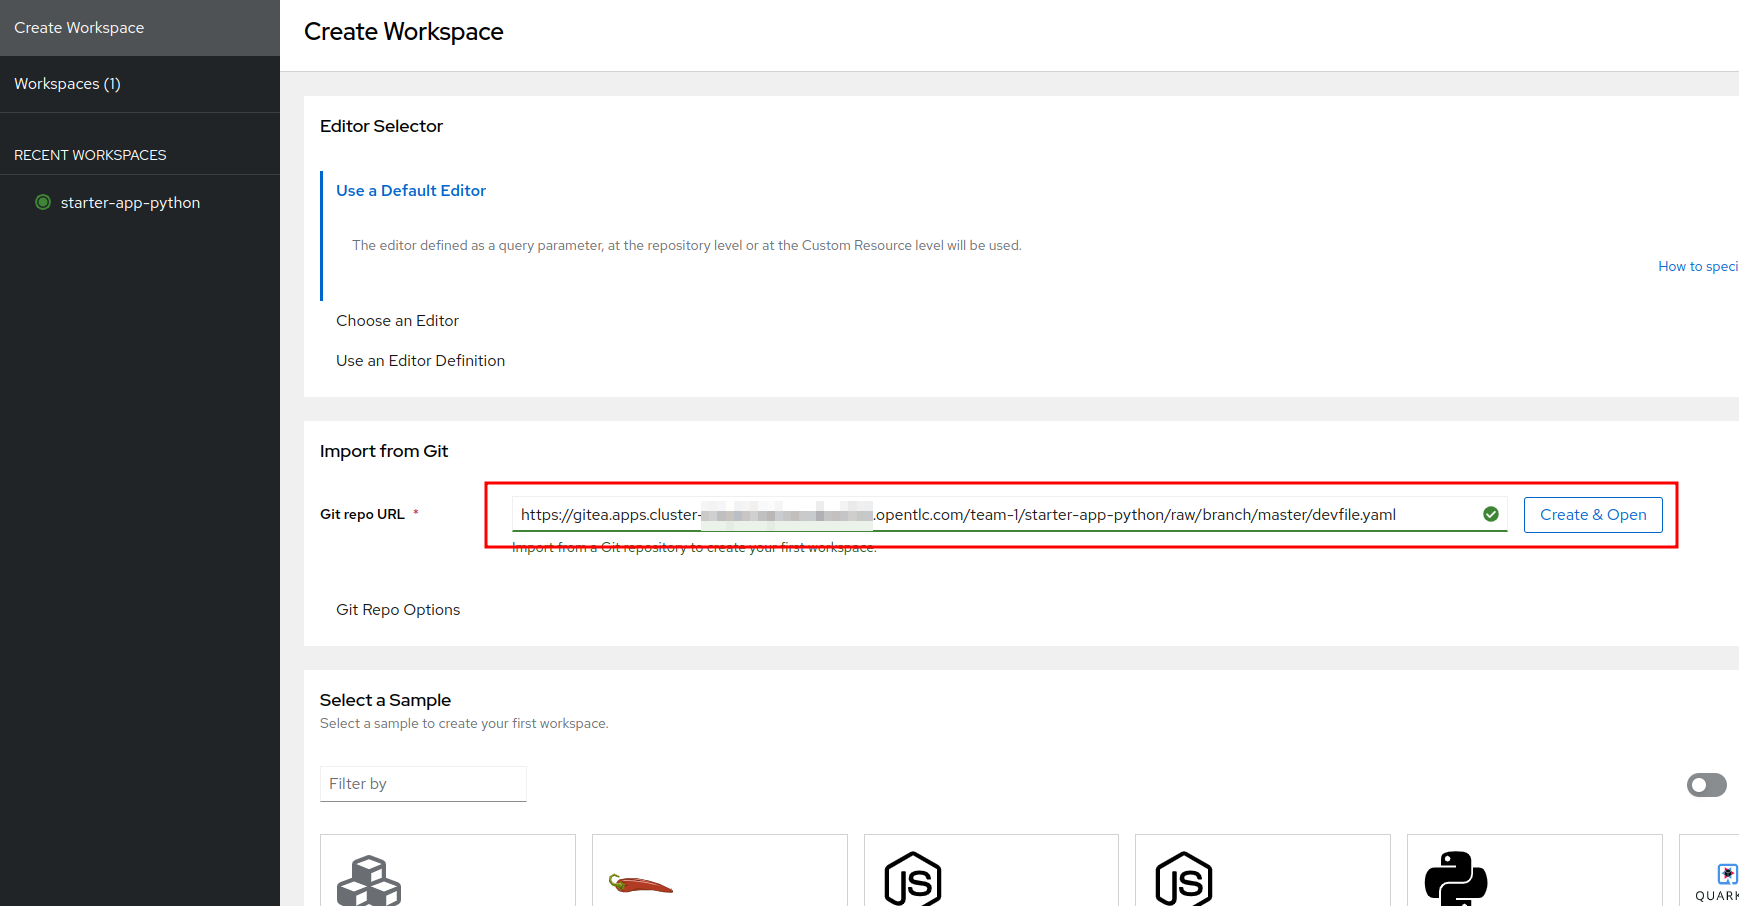 Create Workspace
Workspaces (1)
RECENT WORKSPACES
starter-app-python
Create Workspace
Editor Selector
Use a Default Editor
The editor defined as a query parameter, at the repository level or at the Custom Resource level will be used.
How to speci
Choose an Editor
Use an Editor Definition
Import from Git
Git repo URL *
https://gitea.apps.cluster- .opentlc.com/team-1/starter-app-python/raw/branch/master/devfile.yaml
Create & Open
Import from a Git repository to create your first workspace.
Git Repo Options
Select a Sample
Select a sample to create your first workspace.
Filter by
JS
JS
QUARK